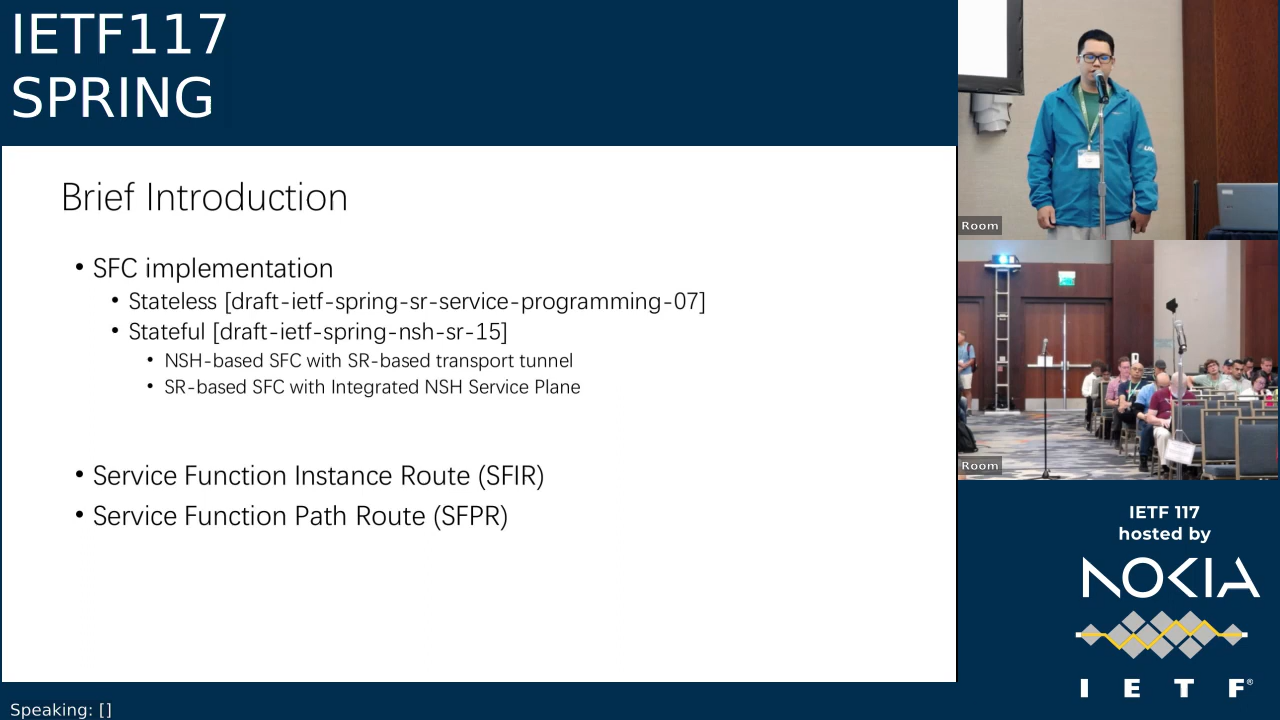 IETF117
SPRING
Brief Introduction
• SFC implementation
• Stateless [draft-ietf-spring-sr-service-programming-07]
• Stateful [draft-ietf-spring-nsh-sr-15]
• NSH-based SFC with SR-based transport tunnel
• SR-based SFC with Integrated NSH Service Plane
• Service Function Instance Route (SFIR)
• Service Function Path Route (SFPR)
Room
Room
IETF 117
hosted by
NOKIA
I E T F®
Speaking: []